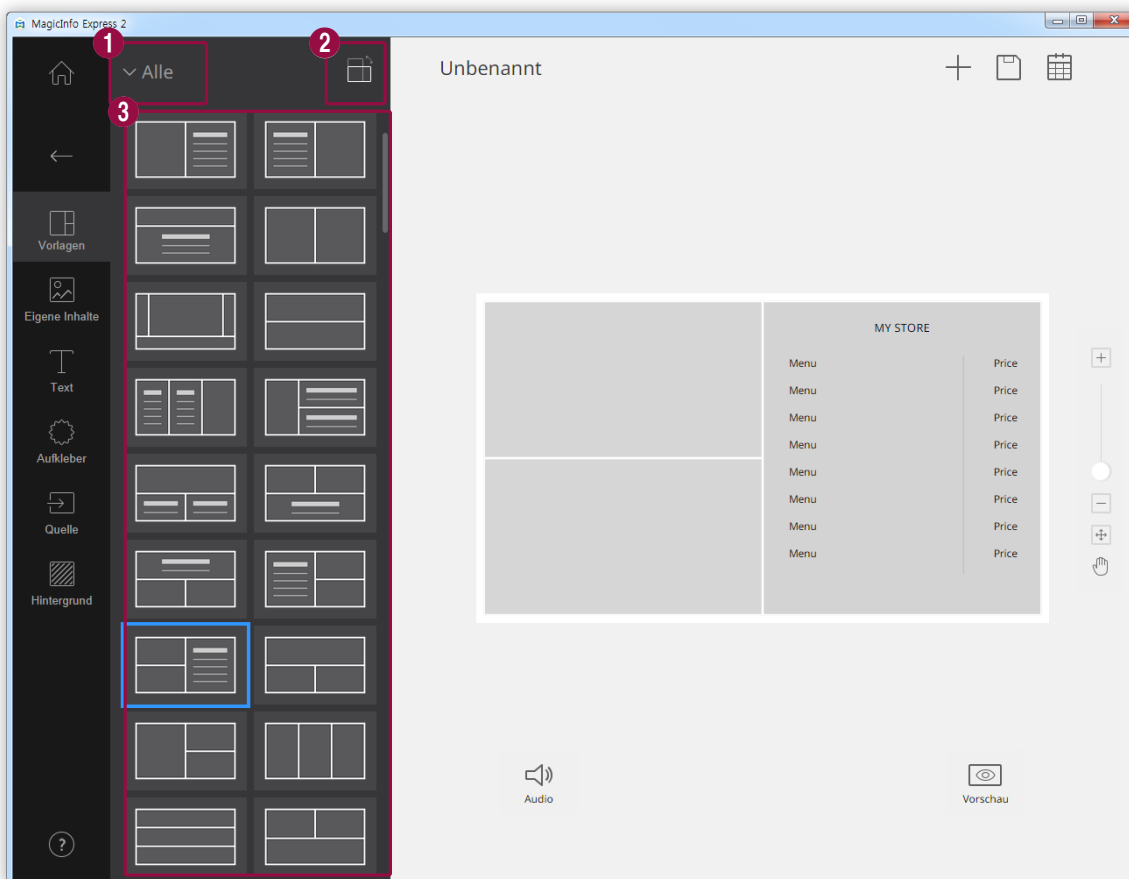 MagicInfo Express 2
1
2
Alle
Unbenannt
3
Vorlagen
Eigene Inhalte
Text
Aufkleber
Quelle
Hintergrund
?
MY STORE
Menu Price
Menu Price
Menu Price
Menu Price
Menu Price
Menu Price
Menu Price
Menu Price
Audio
Vorschau